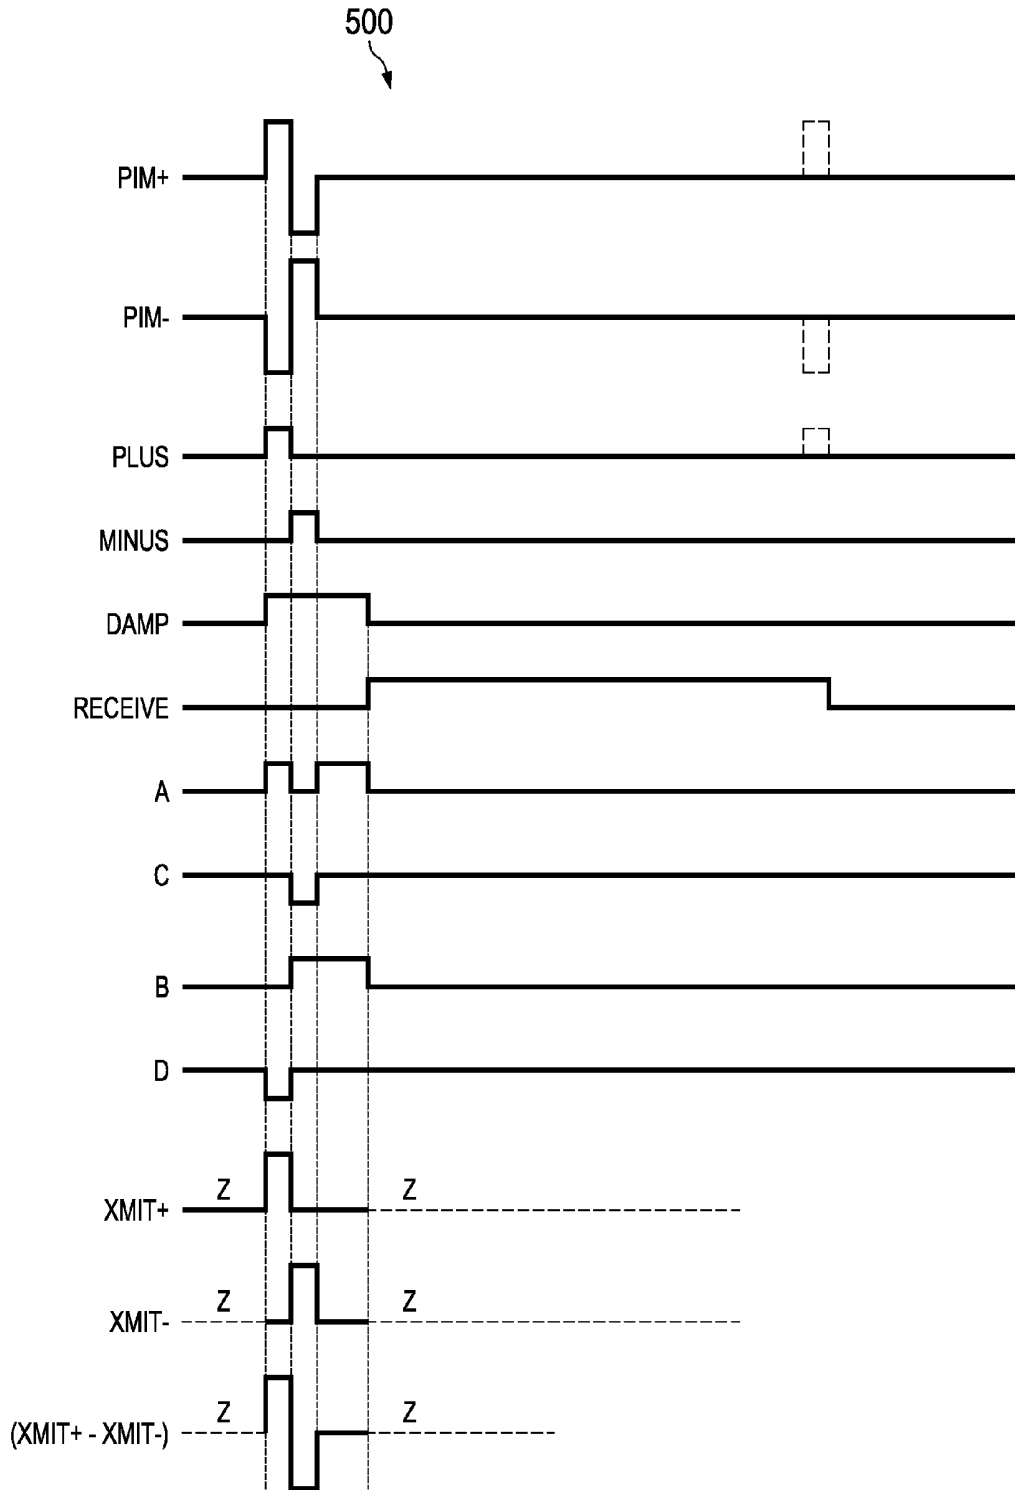 500
PIM+
PIM-
PLUS
MINUS
DAMP
RECEIVE
A
C
B
D
XMIT+ Z Z
XMIT- Z Z
(XMIT+ - XMIT-) Z Z